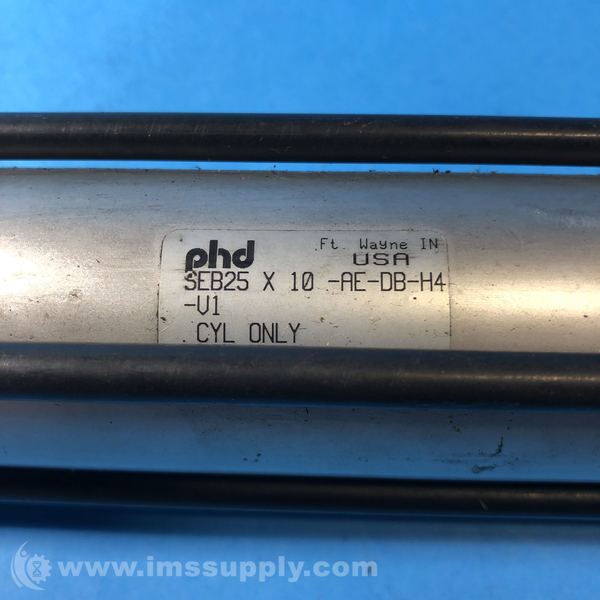 phd Ft. Wayne IN
USA
SEB25 X 10 -AE-DB-H4
-V1
CYL ONLY
www.imssupply.com